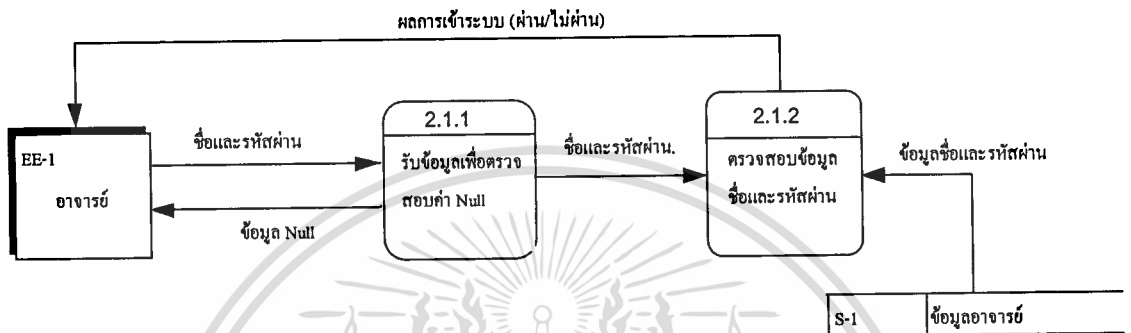 ผลการเข้าระบบ (ผ่าน/ไม่ผ่าน)
EE-1
อาจารย์
ชื่อและรหัสผ่าน
ข้อมูล Null
2.1.1
รับข้อมูลเพื่อตรวจ
สอบค่า Null
ชื่อและรหัสผ่าน.
2.1.2
ตรวจสอบข้อมูล
ชื่อและรหัสผ่าน
ข้อมูลชื่อและรหัสผ่าน
S-1
ข้อมูลอาจารย์